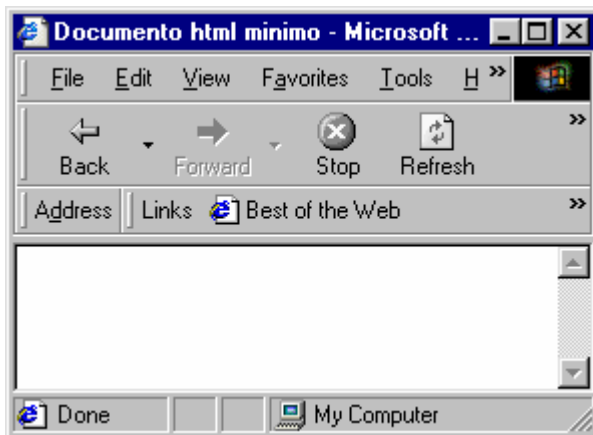 Documento html minimo - Microsoft ...
File Edit View Favorites Tools H »
Back Forward Stop Refresh »
Address Links Best of the Web »
Done My Computer